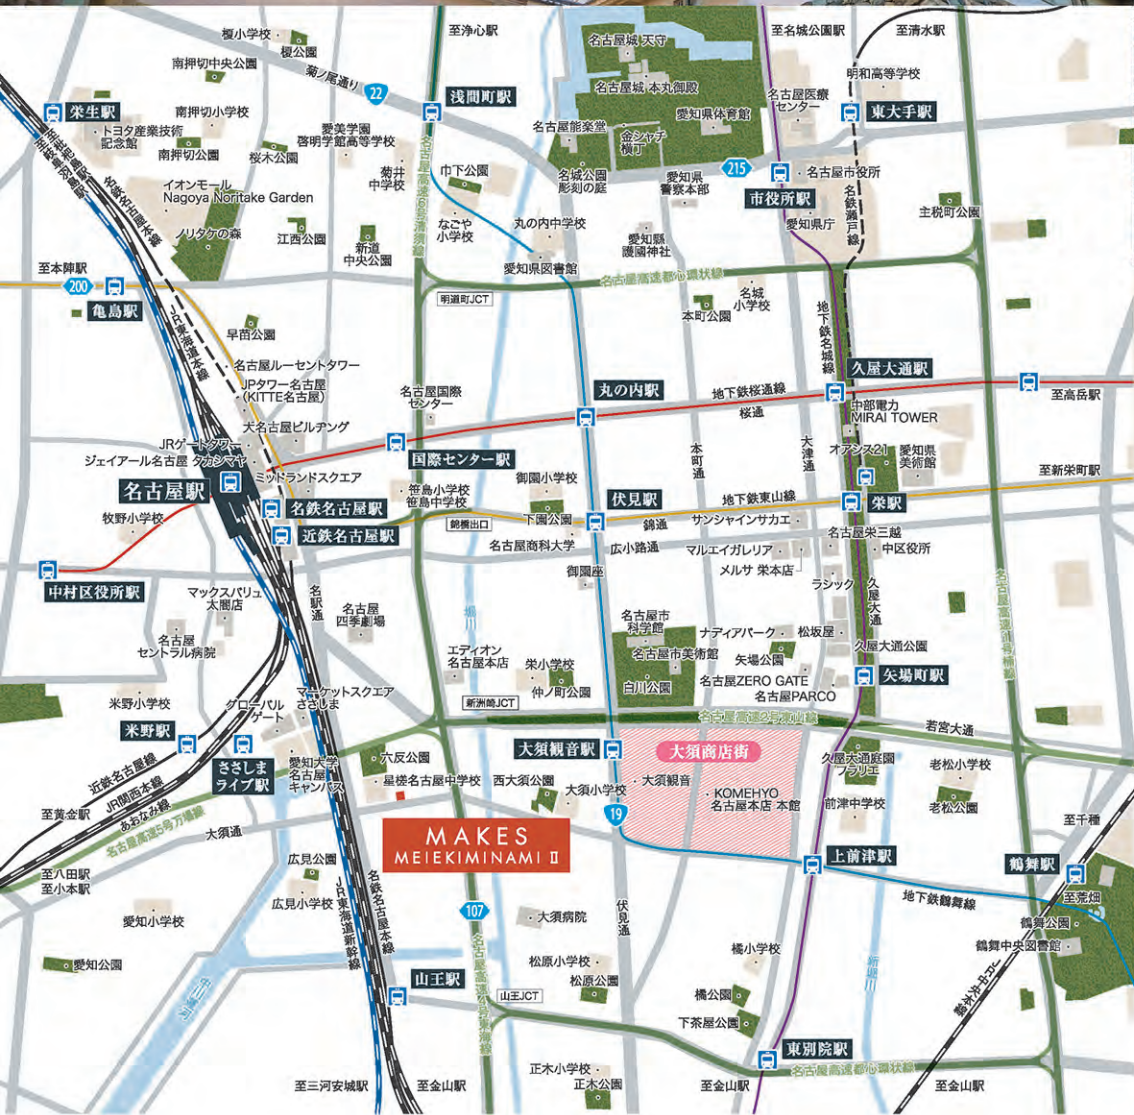 榎小学校
榎公園
至浄心駅
名古屋城 天守
至名城公園駅
至清水駅
南押切中央公園
菊ノ尾通り
22
名古屋城 本丸御殿
明和高等学校
栄生駅
浅間町駅
名古屋医療
センター
東大手駅
トヨタ産業技術
記念館
南押切小学校
愛美学園
啓明学館高等学校
名古屋能楽堂
金シャチ
横丁
愛知県体育館
南押切公園
桜木公園
菊井
中学校
巾下公園
名城公園
彫刻の庭
愛知県
警察本部
215
市役所駅
名古屋市役所
イオンモール
Nagoya Noritake Garden
名鉄名古屋本線
名古屋高速6号清須線
名鉄瀬戸線
主税町公園
ノリタケの森
江西公園
新道
中央公園
なごや
小学校
丸の内中学校
愛知縣
護國神社
愛知県庁
愛知県図書館
至本陣駅
200
亀島駅
名古屋高速都心環状線
明道町JCT
名城
小学校
本町公園
地下鉄名城線
JR東海道本線
早苗公園
名古屋ルーセントタワー
JPタワー名古屋
(KITTE名古屋)
名古屋国際
センター
丸の内駅
地下鉄桜通線
桜通
久屋大通駅
至高岳駅
中部電力
MIRAI TOWER
大名古屋ビルヂング
JRゲートタワー
ジェイアール名古屋 タカシマヤ
国際センター駅
本町通
大津通
オアシス21
愛知県
美術館
至新栄町駅
ミッドランドスクエア
名古屋駅
笹島小学校
笹島中学校
御園小学校
伏見駅
地下鉄東山線
栄駅
名鉄名古屋駅
牧野小学校
錦橋出口
下園公園
錦通
サンシャインサカエ
近鉄名古屋駅
名古屋商科大学
広小路通
マルエイガレリア
名古屋栄三越
中区役所
メルサ 栄本店
中村区役所駅
マックスバリュ
太閤店
名駅通
名古屋
四季劇場
堀川
御園座
ラシック
久屋大通
名古屋
セントラル病院
名古屋市
科学館
ナディアパーク
松坂屋
久屋大通公園
エディオン
名古屋本店
栄小学校
名古屋市美術館
矢場公園
名古屋ZERO GATE
矢場町駅
米野小学校
マーケットスクエア
ささしま
仲ノ町公園
白川公園
名古屋PARCO
グローバル
ゲート
新洲崎JCT
名古屋高速2号東山線
若宮大通
米野駅
ささしま
ライブ駅
愛知大学
名古屋
キャンパス
六反公園
大須観音駅
大須商店街
久屋大通庭園
フラリエ
老松小学校
近鉄名古屋線
JR関西本線
あおなみ線
星槎名古屋中学校
西大須公園
大須小学校
大須観音
KOMEHYO
名古屋本店 本館
前津中学校
老松公園
至黄金駅
名古屋高速5号万場線
大須通
19
至千種
MAKES
MEIEKIMINAMI II
上前津駅
鶴舞駅
至八田駅
至小本駅
広見公園
JR東海道新幹線
名鉄名古屋本線
地下鉄鶴舞線
至荒畑
広見小学校
愛知小学校
107
大須病院
伏見通
鶴舞公園
鶴舞中央図書館
愛知公園
中川運河
松原小学校
橘小学校
新堀川
JR中央本線
山王駅
山王JCT
松原公園
橘公園
下茶屋公園
東別院駅
名古屋高速都心環状線
正木小学校
正木公園
至三河安城駅
至金山駅
至金山駅
至金山駅